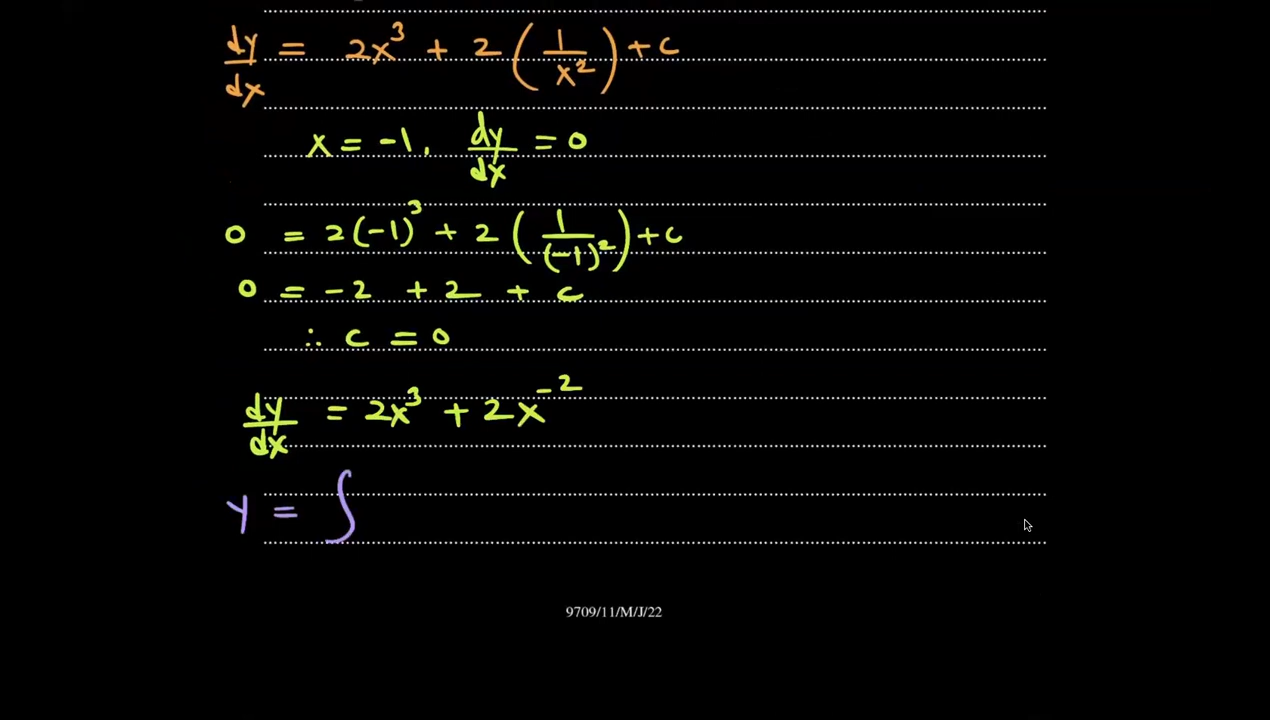 dy/dx = 2x³ + 2(1/x²) + c
x = -1, dy/dx = 0
0 = 2(-1)³ + 2(1/(-1)²) + c
0 = -2 + 2 + c
∴ c = 0
dy/dx = 2x³ + 2x⁻²
y = ∫
9709/11/M/J/22